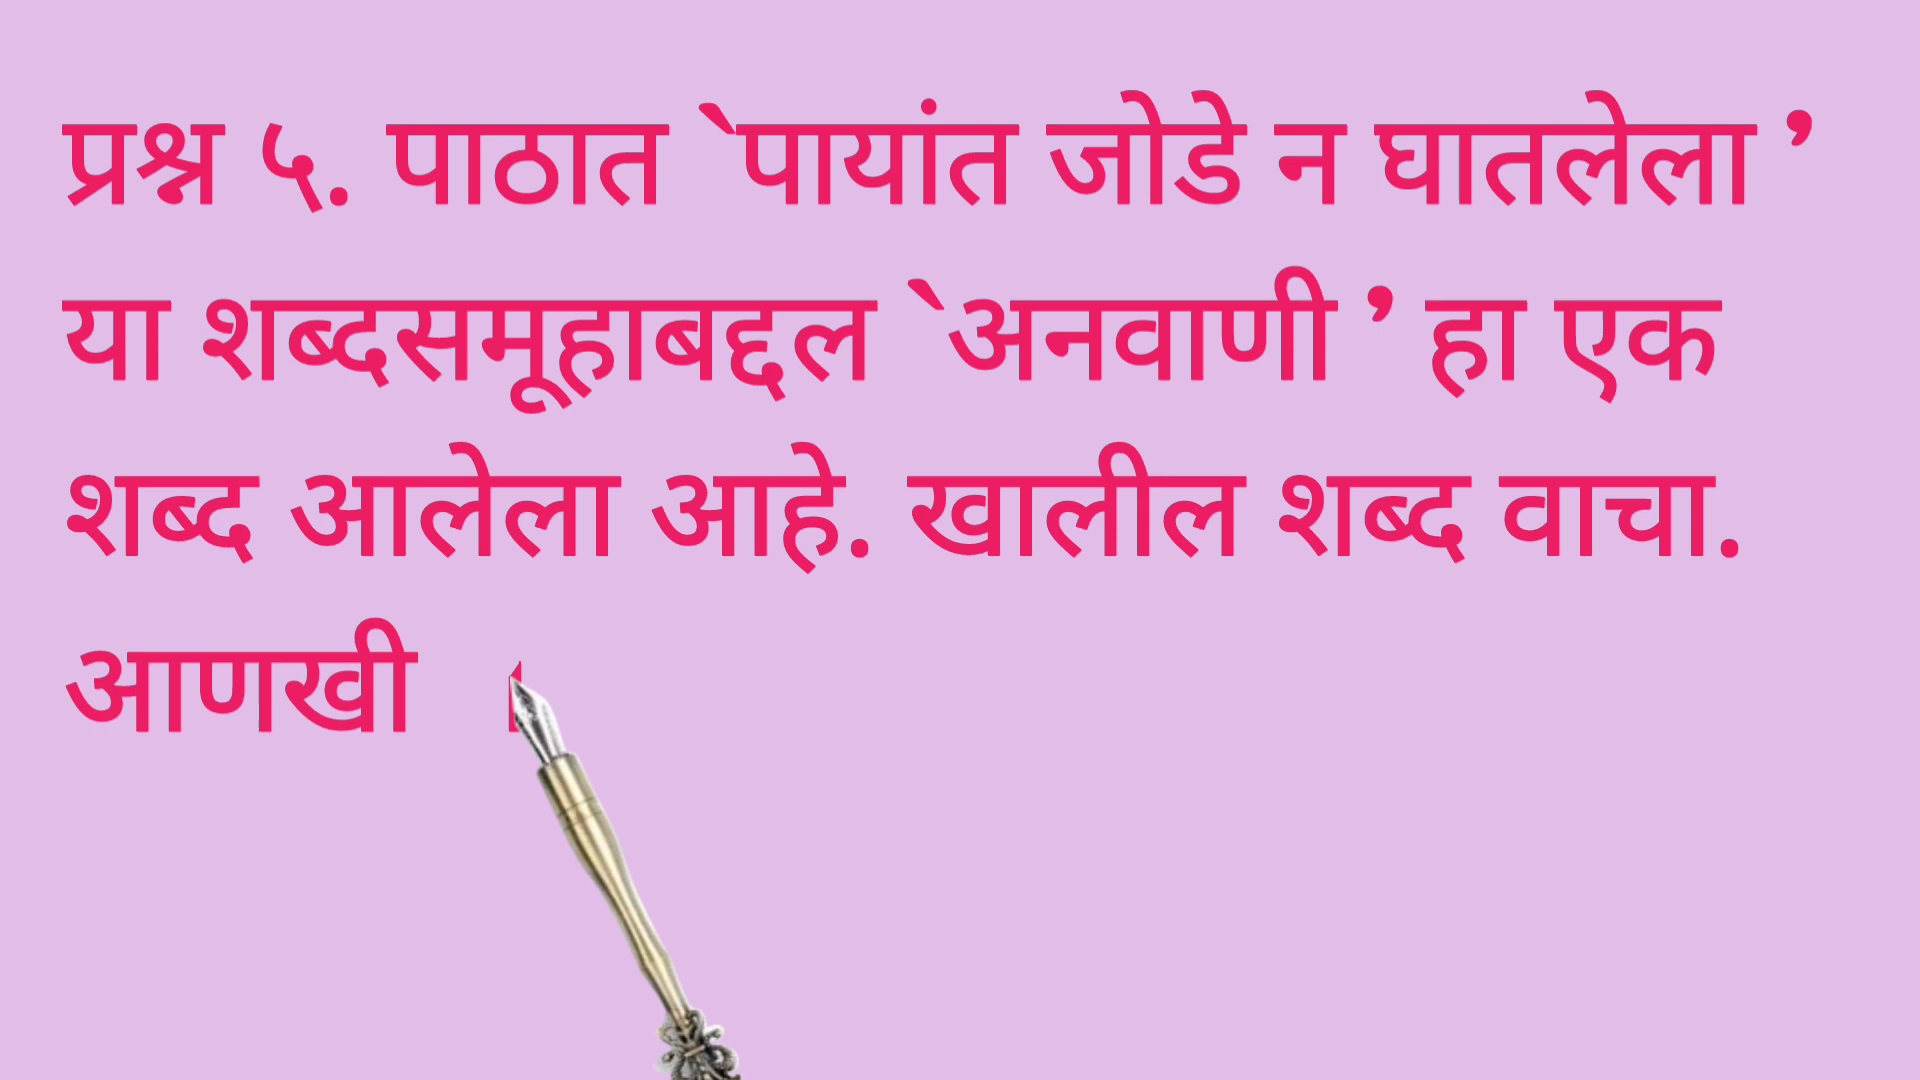 प्रश्न ५. पाठात `पायांत जोडे न घातलेला ’
या शब्दसमूहाबद्दल `अनवाणी ’ हा एक
शब्द आलेला आहे. खालील शब्द वाचा.
आणखी